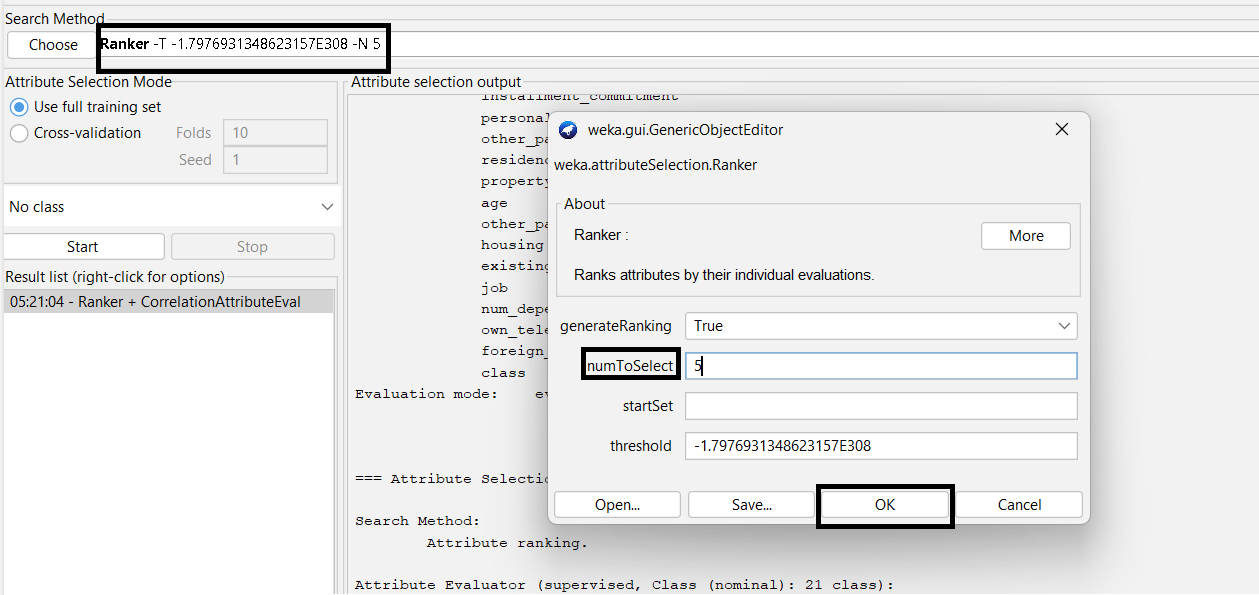 Search Method
Choose Ranker -T -1.7976931348623157E308 -N 5
Attribute Selection Mode
Use full training set
Cross-validation Folds 10
Seed 1
No class
Start Stop
Result list (right-click for options)
05:21:04 - Ranker + CorrelationAttributeEval
Attribute selection output
installment_commitment
personal
other_pa
residenc
property
age
other_pa
housing
existing
job
num_depe
own_tele
foreign_
class
Evaluation mode: ev
=== Attribute Selectio
Search Method:
Attribute ranking.
Attribute Evaluator (supervised, Class (nominal): 21 class):
weka.gui.GenericObjectEditor
weka.attributeSelection.Ranker
About
Ranker :
More
Ranks attributes by their individual evaluations.
generateRanking True
numToSelect 5
startSet
threshold -1.7976931348623157E308
Open... Save... OK Cancel